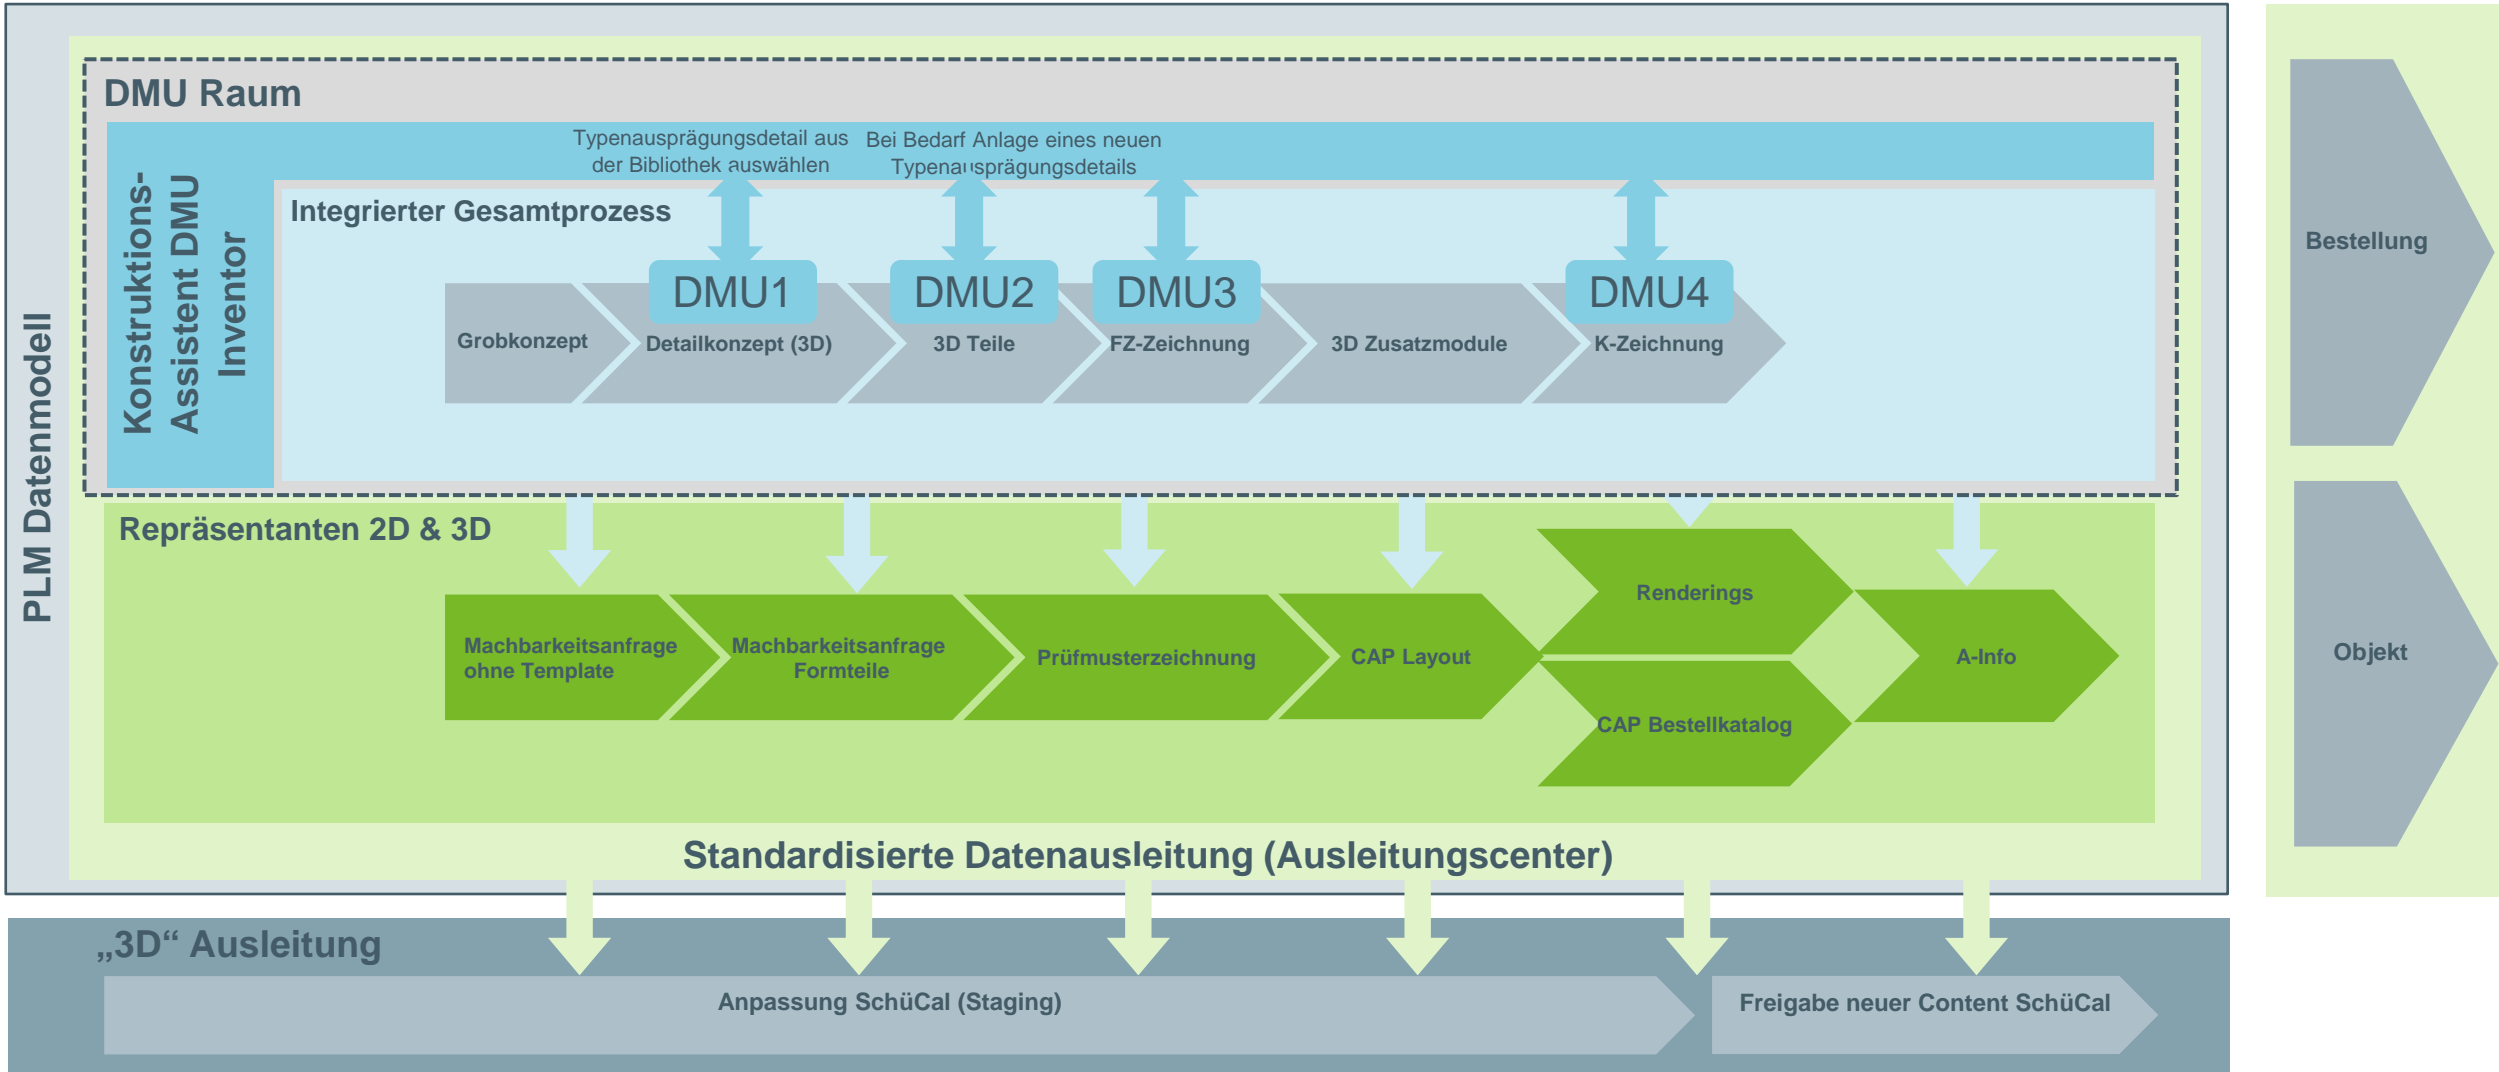 PLM Datenmodell
DMU Raum
Konstruktions-
Assistent DMU
Inventor
Typenausprägungsdetail aus
der Bibliothek auswählen
Bei Bedarf Anlage eines neuen
Typenausprägungsdetails
Integrierter Gesamtprozess
DMU1
DMU2
DMU3
DMU4
Grobkonzept
Detailkonzept (3D)
3D Teile
FZ-Zeichnung
3D Zusatzmodule
K-Zeichnung
Repräsentanten 2D & 3D
Machbarkeitsanfrage
ohne Template
Machbarkeitsanfrage
Formteile
Prüfmusterzeichnung
CAP Layout
Renderings
CAP Bestellkatalog
A-Info
Standardisierte Datenausleitung (Ausleitungscenter)
„3D“ Ausleitung
Anpassung SchüCal (Staging)
Freigabe neuer Content SchüCal
Bestellung
Objekt